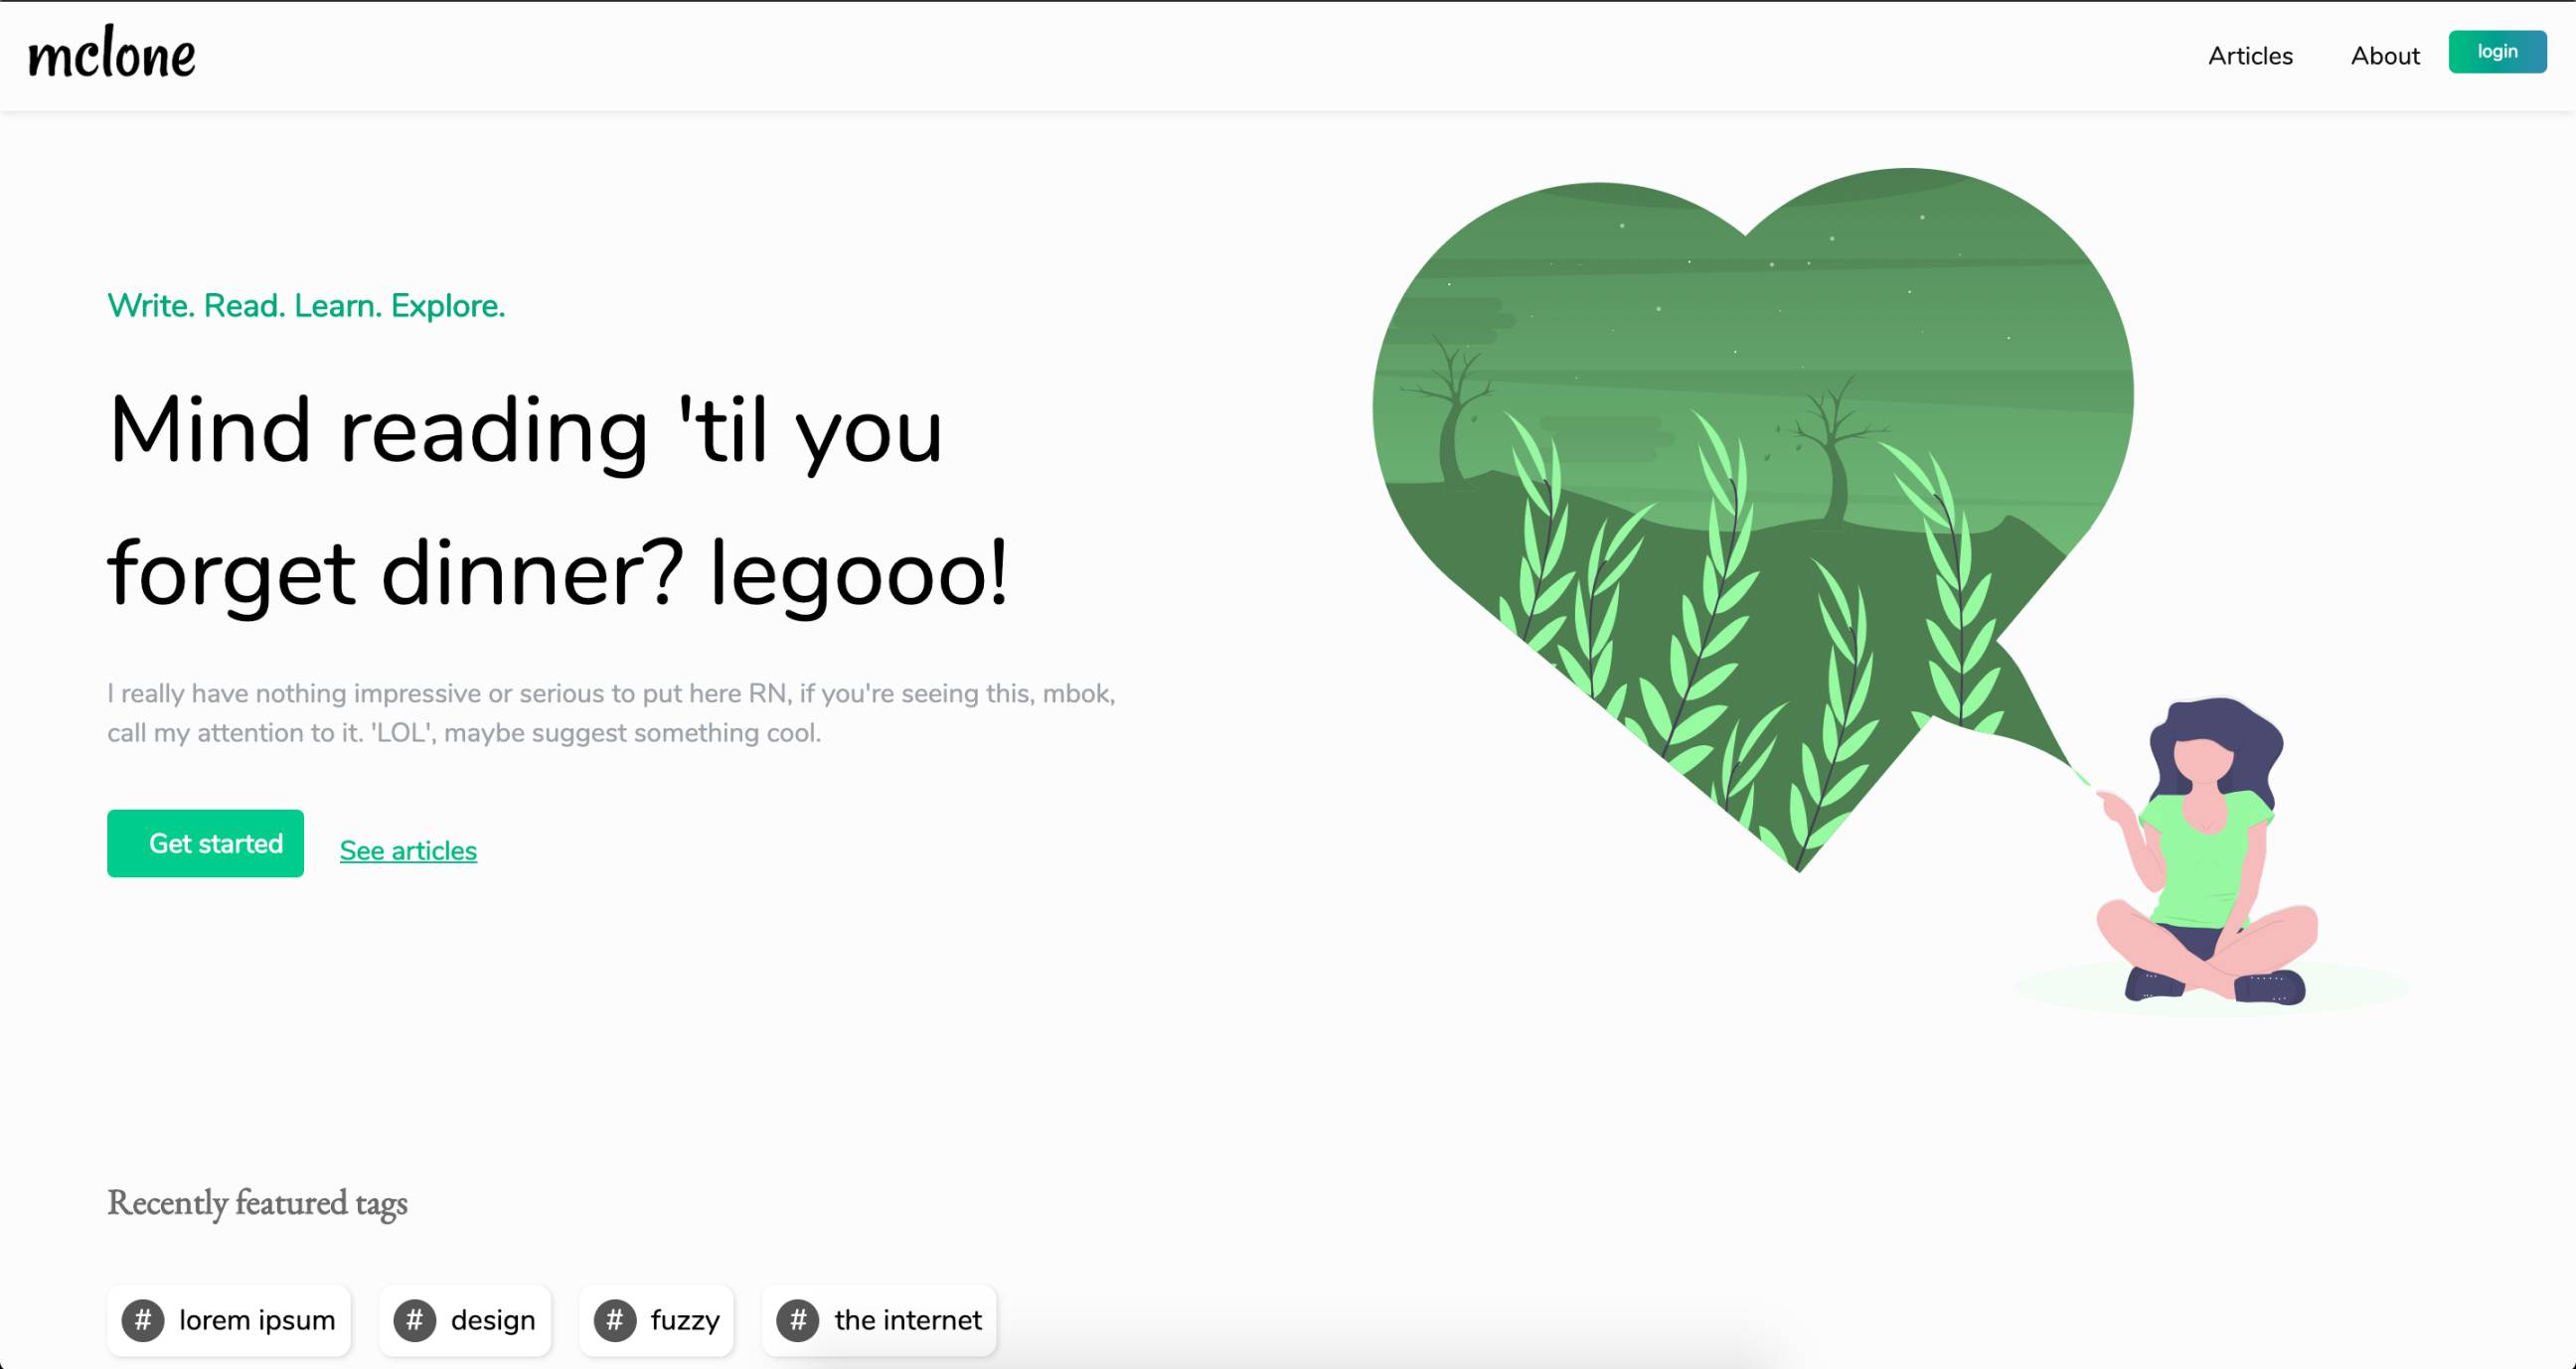 mclone
Articles
About
login
Write. Read. Learn. Explore.
Mind reading 'til you
forget dinner? legooo!
I really have nothing impressive or serious to put here RN, if you're seeing this, mbok,
call my attention to it. 'LOL', maybe suggest something cool.
Get started
See articles
Recently featured tags
# lorem ipsum
# design
# fuzzy
# the internet